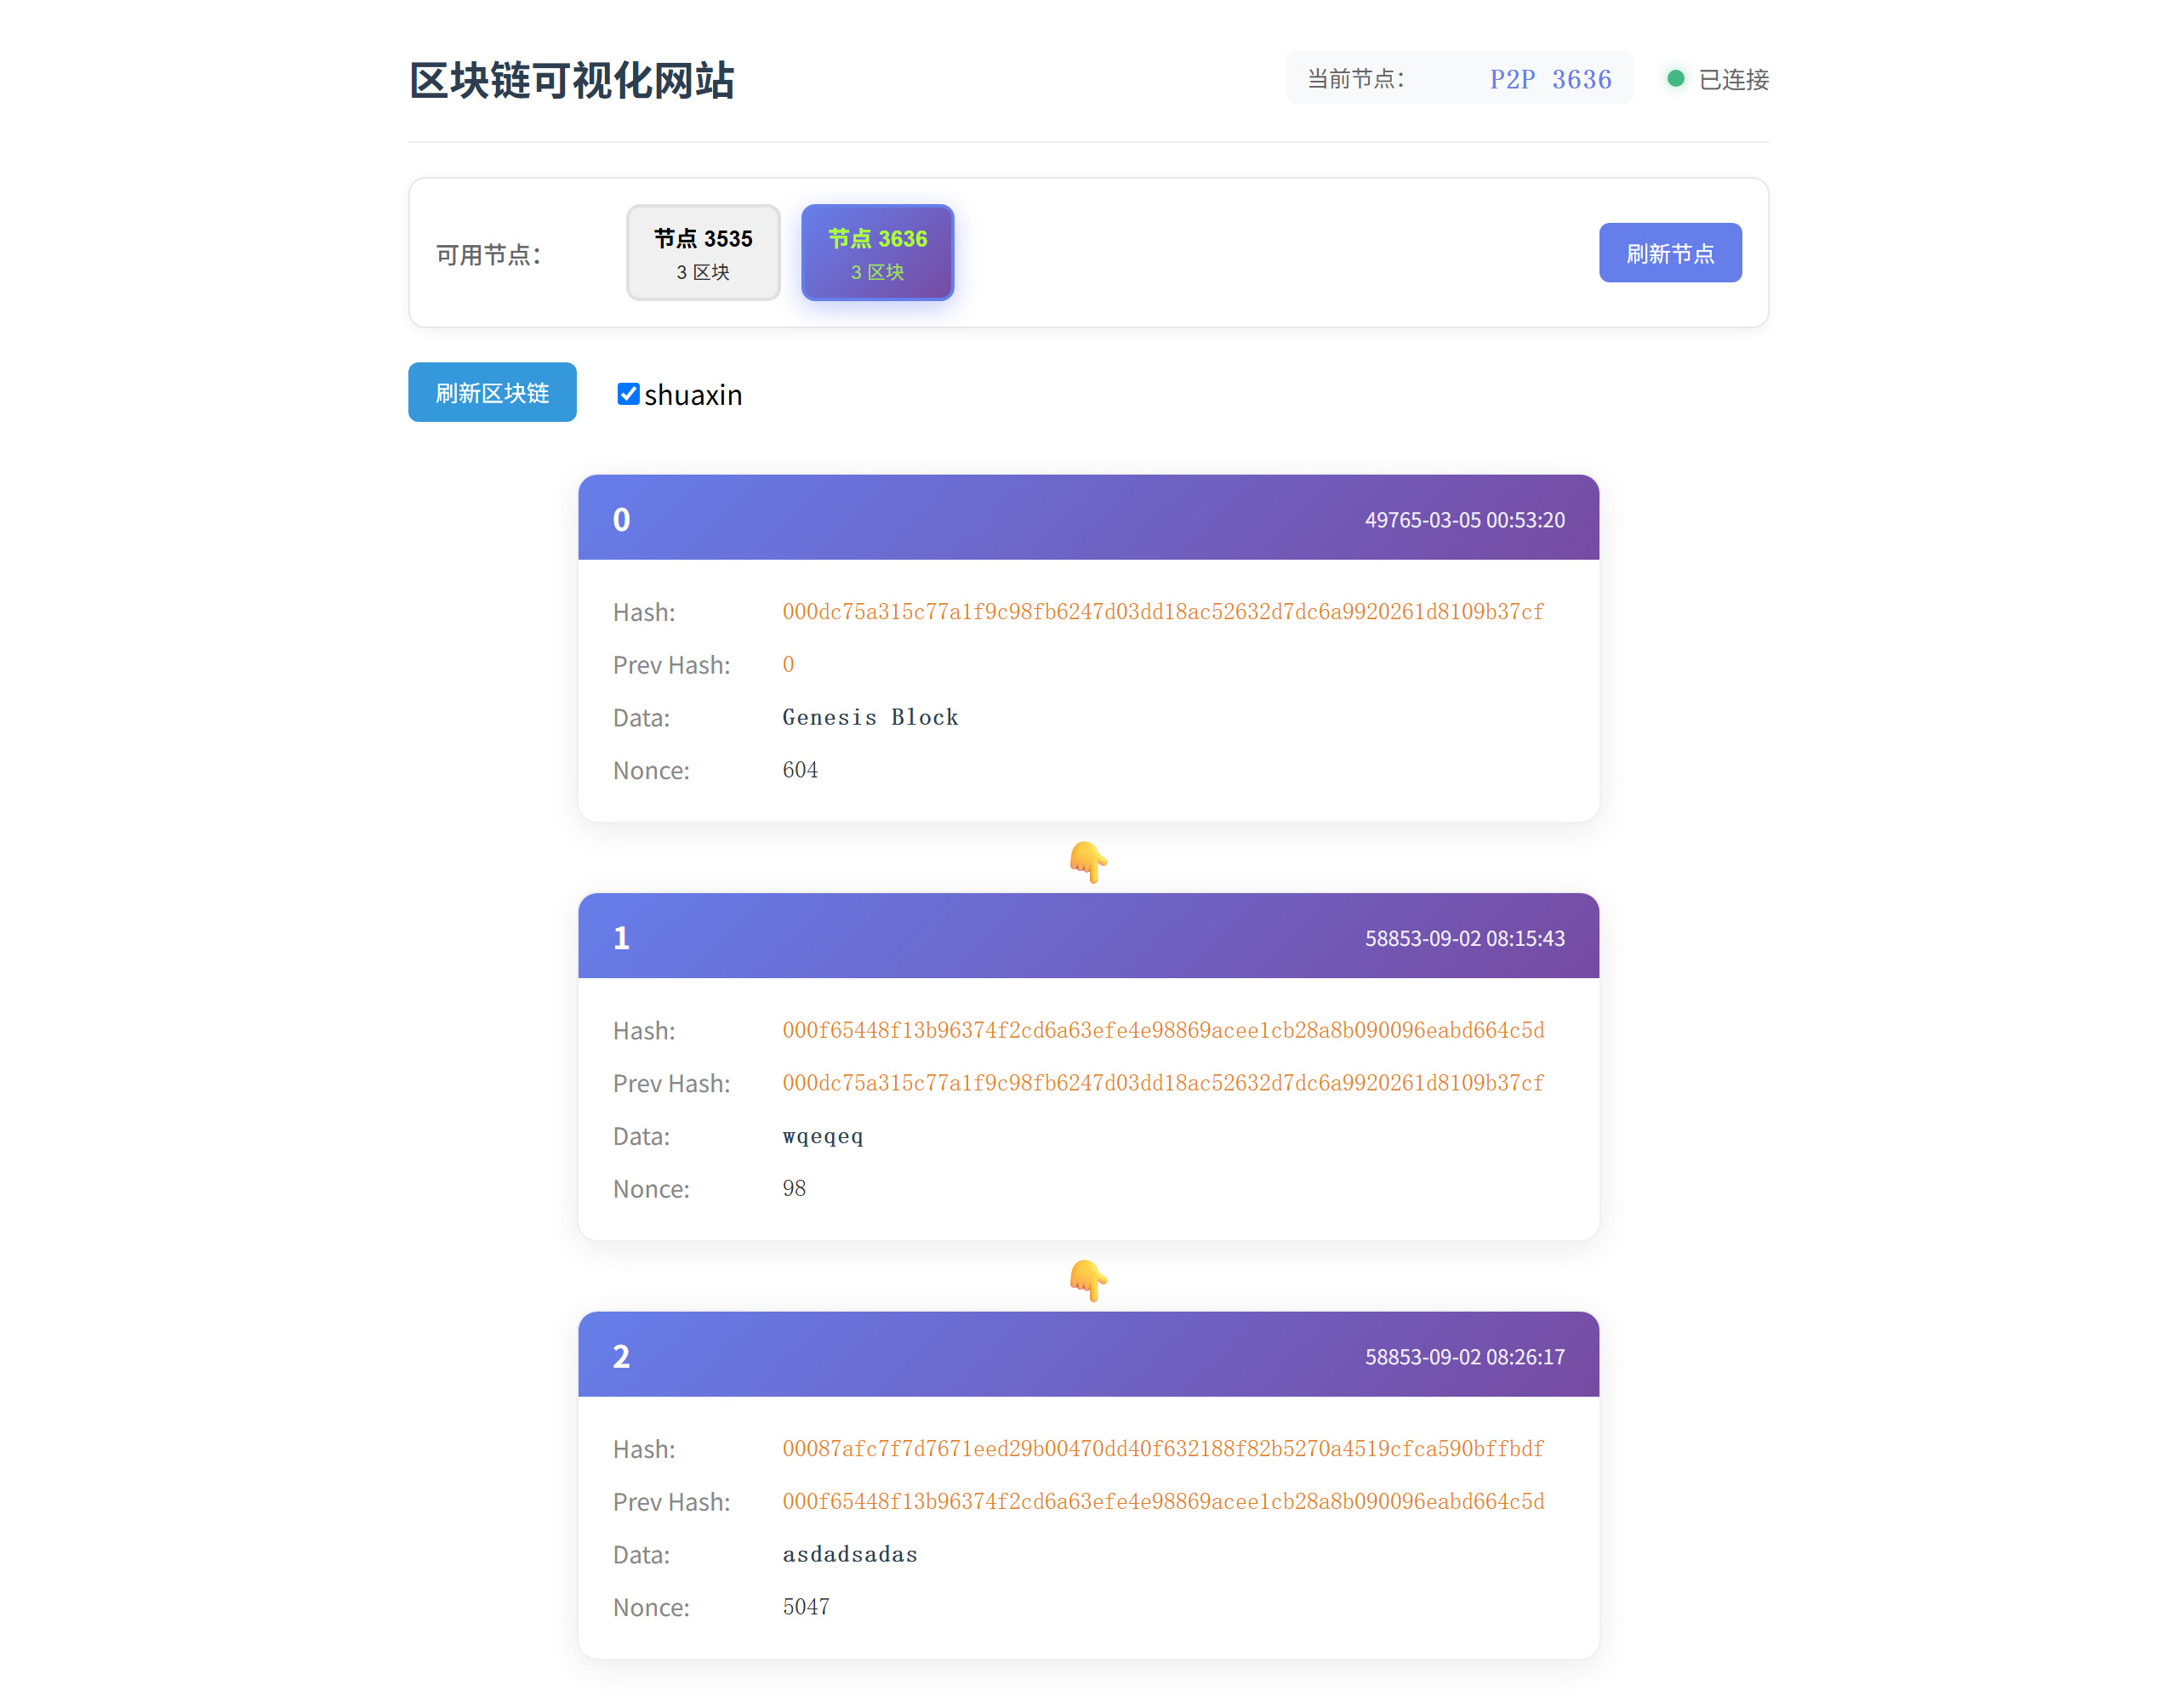 区块链可视化网站
当前节点: P2P 3636 已连接
可用节点: 节点 3535 节点 3636 刷新节点
3 区块 3 区块
刷新区块链 shuaxin
0 49765-03-05 00:53:20
Hash: 000dc75a315c77a1f9c98fb6247d03dd18ac52632d7dc6a9920261d8109b37cf
Prev Hash: 0
Data: Genesis Block
Nonce: 604
1 58853-09-02 08:15:43
Hash: 000f65448f13b96374f2cd6a63efe4e98869acee1cb28a8b090096eabd664c5d
Prev Hash: 000dc75a315c77a1f9c98fb6247d03dd18ac52632d7dc6a9920261d8109b37cf
Data: wqeqeq
Nonce: 98
2 58853-09-02 08:26:17
Hash: 00087afc7f7d7671eed29b00470dd40f632188f82b5270a4519cfca590bffbdf
Prev Hash: 000f65448f13b96374f2cd6a63efe4e98869acee1cb28a8b090096eabd664c5d
Data: asdadsadas
Nonce: 5047